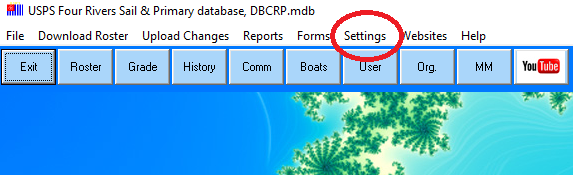 USPS Four Rivers Sail & Primary database, DBCRP.mdb
File Download Roster Upload Changes Reports Forms Settings Websites Help
Exit Roster Grade History Comm Boats User Org. MM YouTube